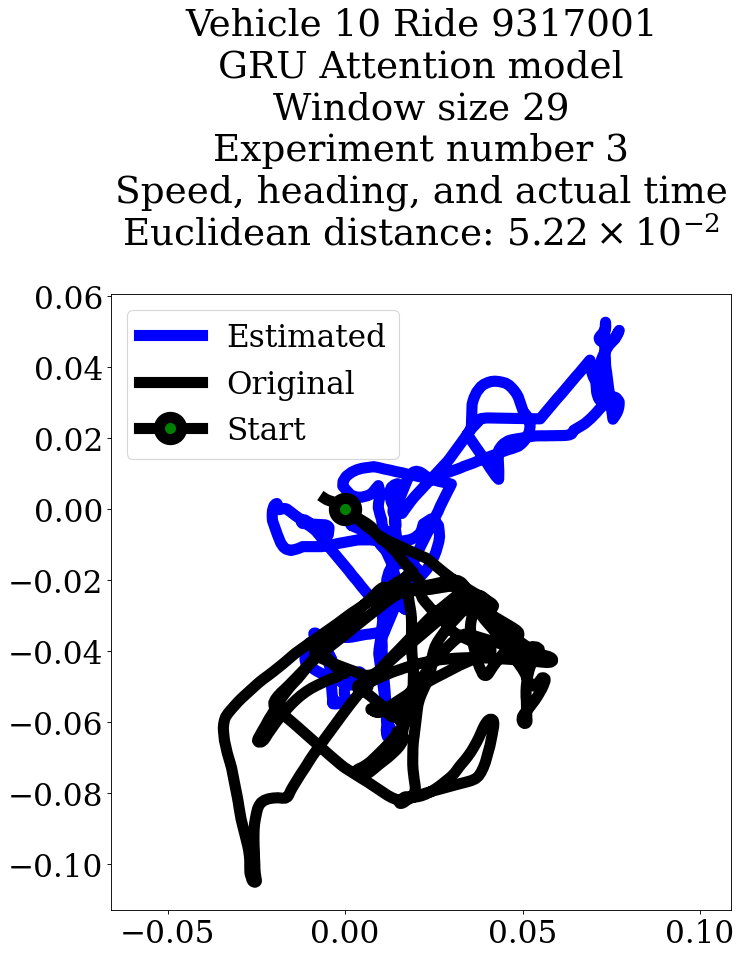 Vehicle 10 Ride 9317001
GRU Attention model
Window size 29
Experiment number 3
Speed, heading, and actual time
Euclidean distance: 5.22 × 10⁻²
Estimated
Original
Start
0.06
0.04
0.02
0.00
−0.02
−0.04
−0.06
−0.08
−0.10
−0.05 0.00 0.05 0.10